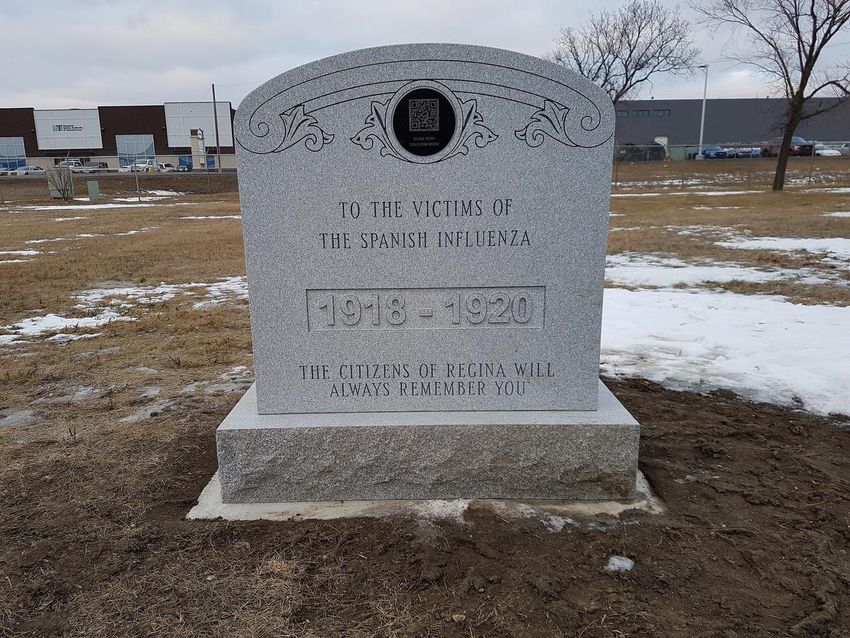 TO THE VICTIMS OF
THE SPANISH INFLUENZA
1918 - 1920
THE CITIZENS OF REGINA WILL
ALWAYS REMEMBER YOU